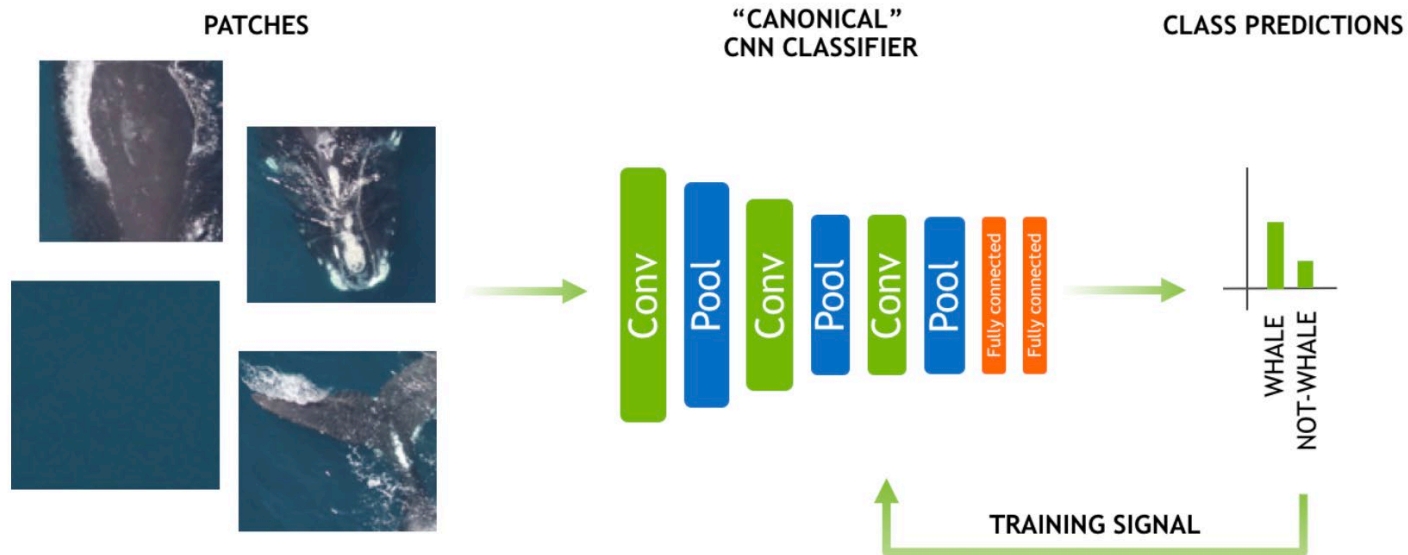 PATCHES
“CANONICAL”
CNN CLASSIFIER
CLASS PREDICTIONS
Conv
Pool
Conv
Pool
Conv
Pool
Fully connected
Fully connected
WHALE
NOT-WHALE
TRAINING SIGNAL